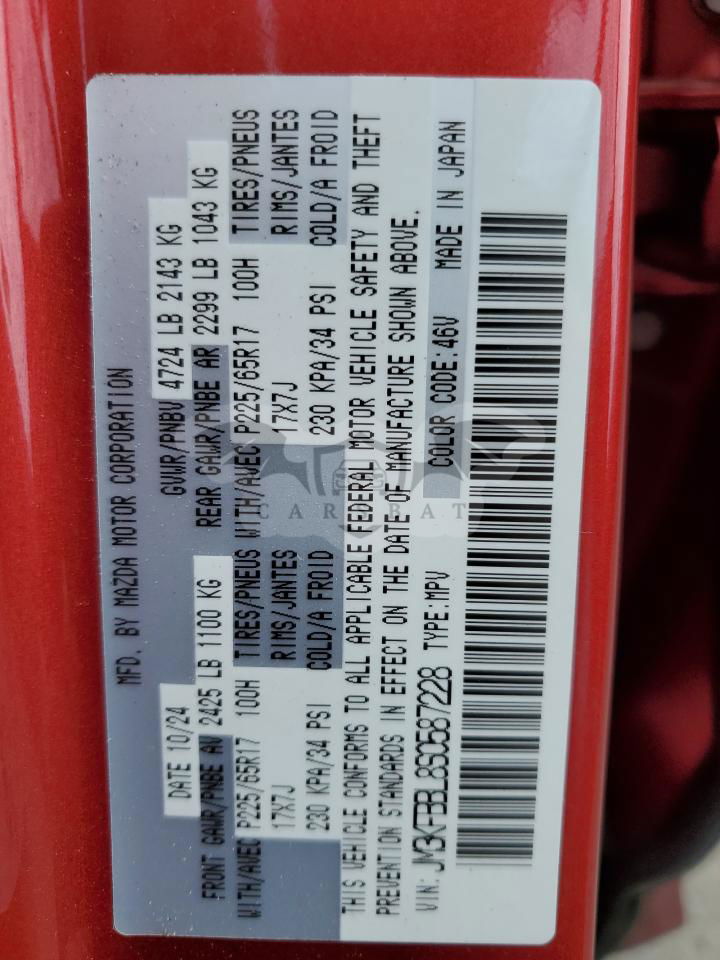 MFD. BY MAZDA MOTOR CORPORATION
DATE 10/24 GVWR/PNBV 4724 LB 2143 KG
FRONT GAWR/PNBE AV 2425 LB 1100 KG REAR GAWR/PNBE AR 2299 LB 1043 KG
WITH/AVEC P225/65R17 100H TIRES/PNEUS WITH/AVEC P225/65R17 100H TIRES/PNEUS
17X7J RIMS/JANTES 17X7J RIMS/JANTES
230 KPA/34 PSI COLD/A FROID 230 KPA/34 PSI COLD/A FROID
THIS VEHICLE CONFORMS TO ALL APPLICABLE FEDERAL MOTOR VEHICLE SAFETY AND THEFT
PREVENTION STANDARDS IN EFFECT ON THE DATE OF MANUFACTURE SHOWN ABOVE.
VIN: JM3KFBBL8S0587228 TYPE:MPV COLOR CODE:46V MADE IN JAPAN
CARSBAT